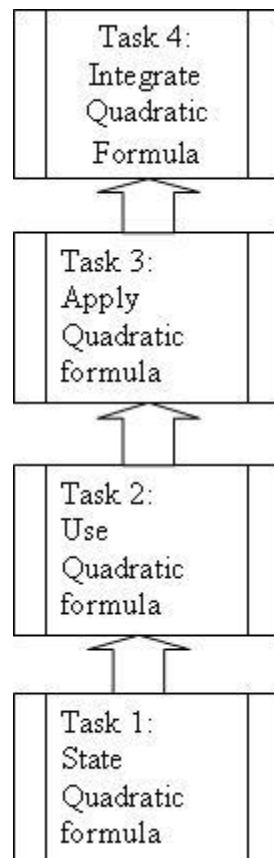 Task 4:
Integrate
Quadratic
Formula
Task 3:
Apply
Quadratic
formula
Task 2:
Use
Quadratic
formula
Task 1:
State
Quadratic
formula